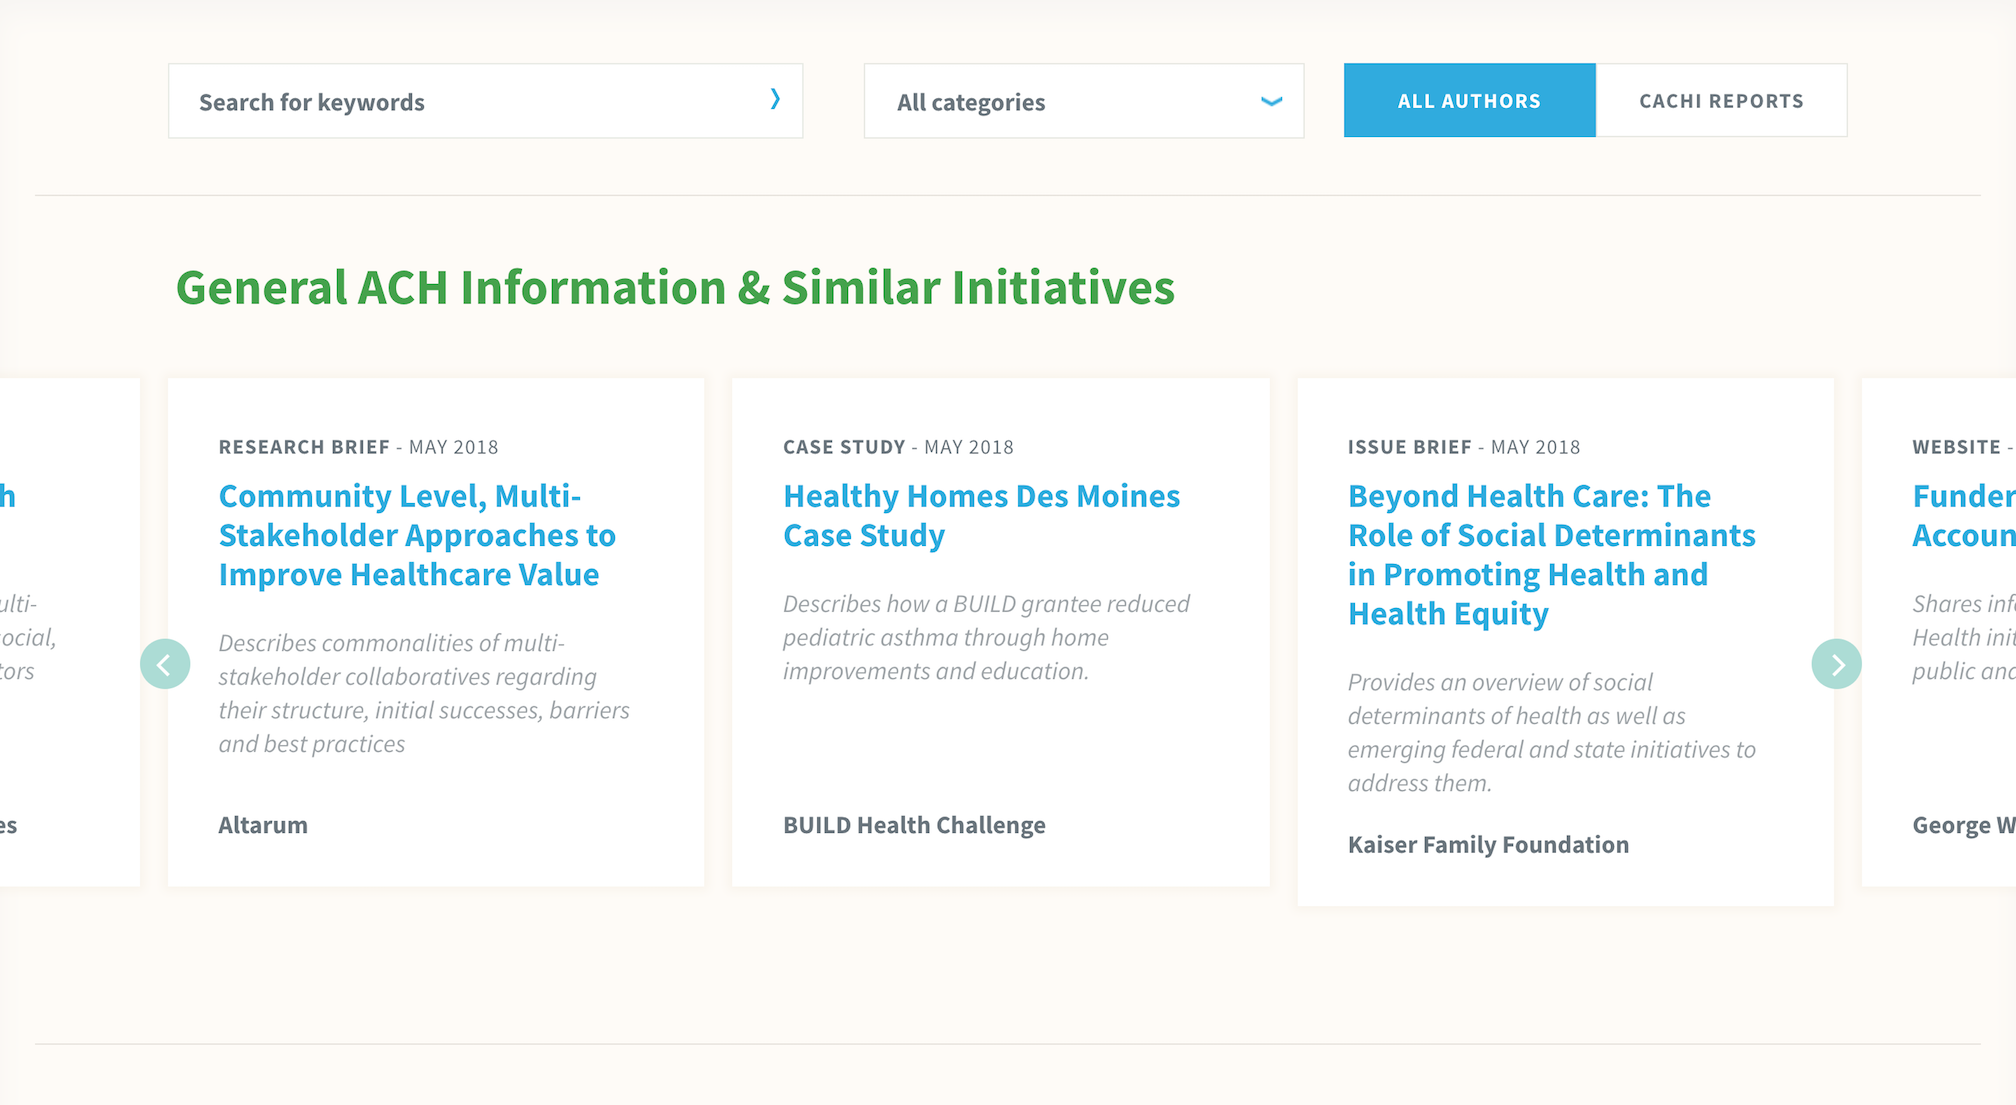 Search for keywords
All categories
ALL AUTHORS
CACHI REPORTS
General ACH Information & Similar Initiatives
h
ulti-
ocial,
tors
es
RESEARCH BRIEF - MAY 2018
Community Level, Multi-
Stakeholder Approaches to
Improve Healthcare Value
Describes commonalities of multi-
stakeholder collaboratives regarding
their structure, initial successes, barriers
and best practices
Altarum
CASE STUDY - MAY 2018
Healthy Homes Des Moines
Case Study
Describes how a BUILD grantee reduced
pediatric asthma through home
improvements and education.
BUILD Health Challenge
ISSUE BRIEF - MAY 2018
Beyond Health Care: The
Role of Social Determinants
in Promoting Health and
Health Equity
Provides an overview of social
determinants of health as well as
emerging federal and state initiatives to
address them.
Kaiser Family Foundation
WEBSITE -
Funder
Accoun
Shares inf
Health init
public and
George W